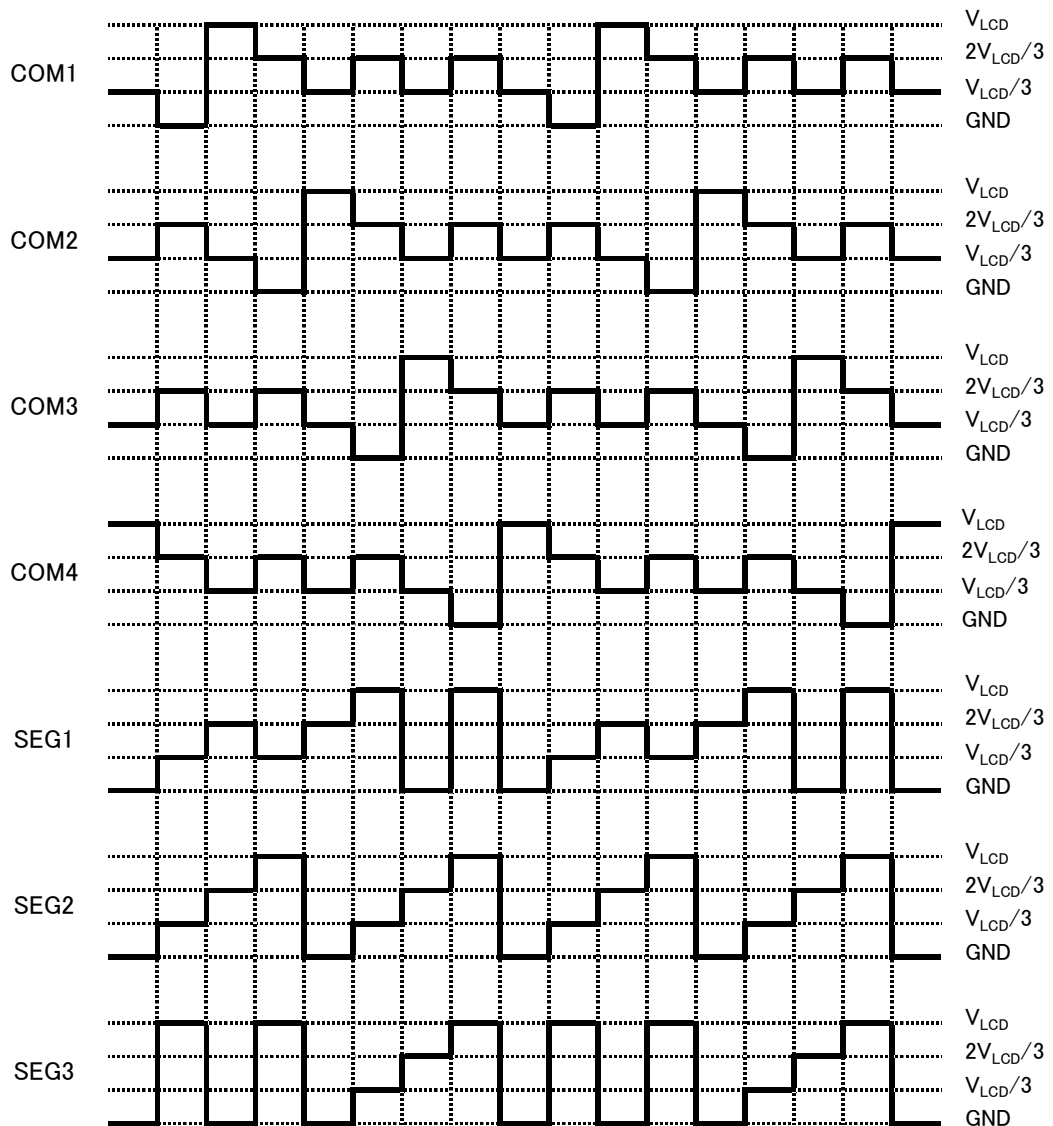 COM1
V_LCD
2V_LCD/3
V_LCD/3
GND
COM2
V_LCD
2V_LCD/3
V_LCD/3
GND
COM3
V_LCD
2V_LCD/3
V_LCD/3
GND
COM4
V_LCD
2V_LCD/3
V_LCD/3
GND
SEG1
V_LCD
2V_LCD/3
V_LCD/3
GND
SEG2
V_LCD
2V_LCD/3
V_LCD/3
GND
SEG3
V_LCD
2V_LCD/3
V_LCD/3
GND